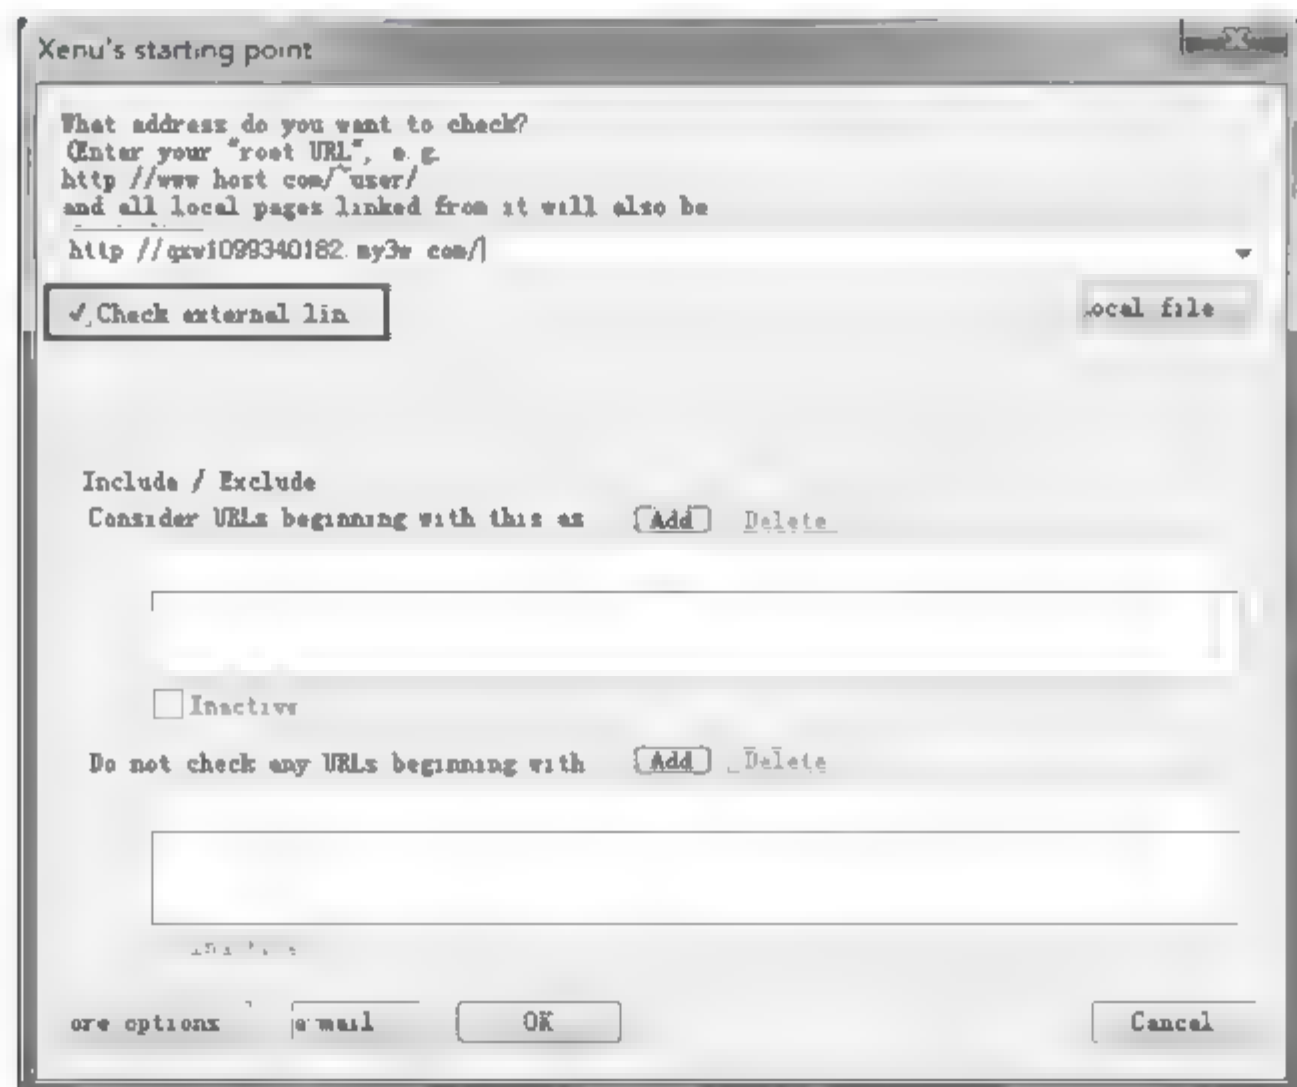 Xenu's starting point
X
What address do you want to check?
(Enter your "root URL", e.g.
http://www.host.com/~user/
and all local pages linked from it will also be
http://qxw1099340182.my3w.com/
Check external lin
ocal file
Include / Exclude
Consider URLs beginning with this as Add Delete
Inactive
Do not check any URLs beginning with Add Delete
ore options e-mail OK Cancel